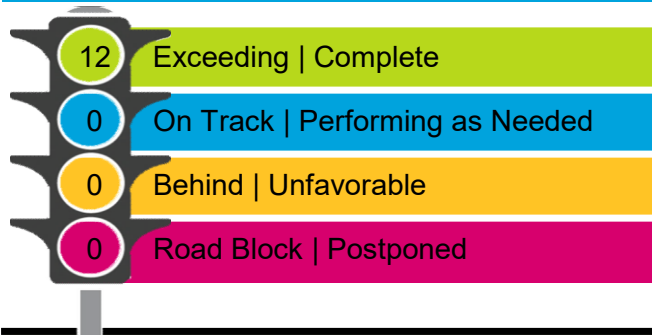 12 Exceeding | Complete
0 On Track | Performing as Needed
0 Behind | Unfavorable
0 Road Block | Postponed